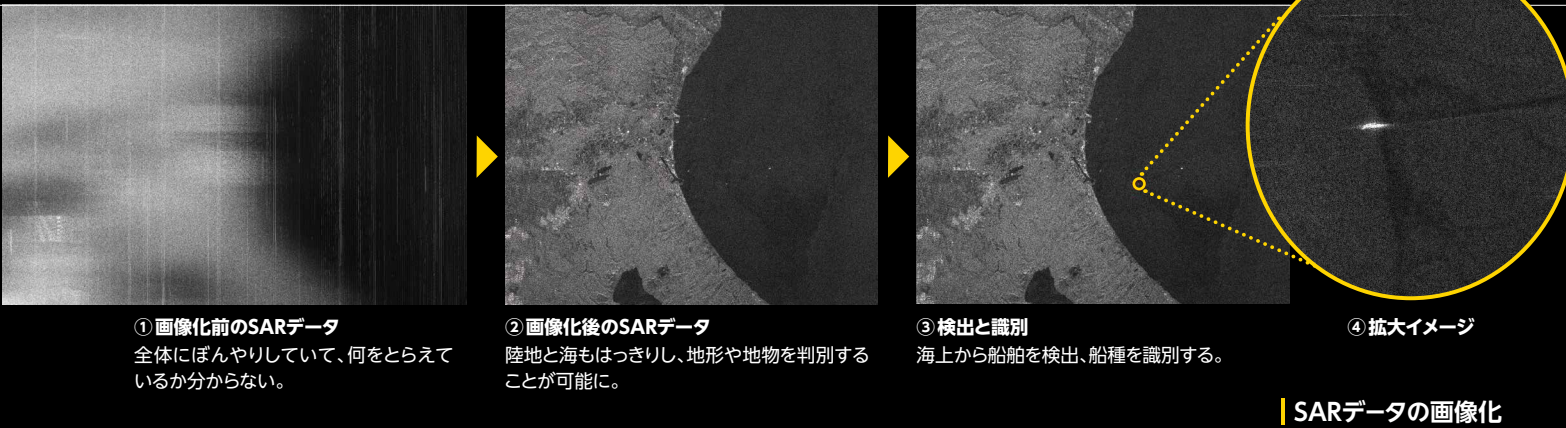 ①画像化前のSARデータ
全体にぼんやりしていて、何をとらえて
いるか分からない。
②画像化後のSARデータ
陸地と海もはっきりし、地形や地物を判別する
ことが可能に。
③検出と識別
海上から船舶を検出、船種を識別する。
④拡大イメージ
SARデータの画像化